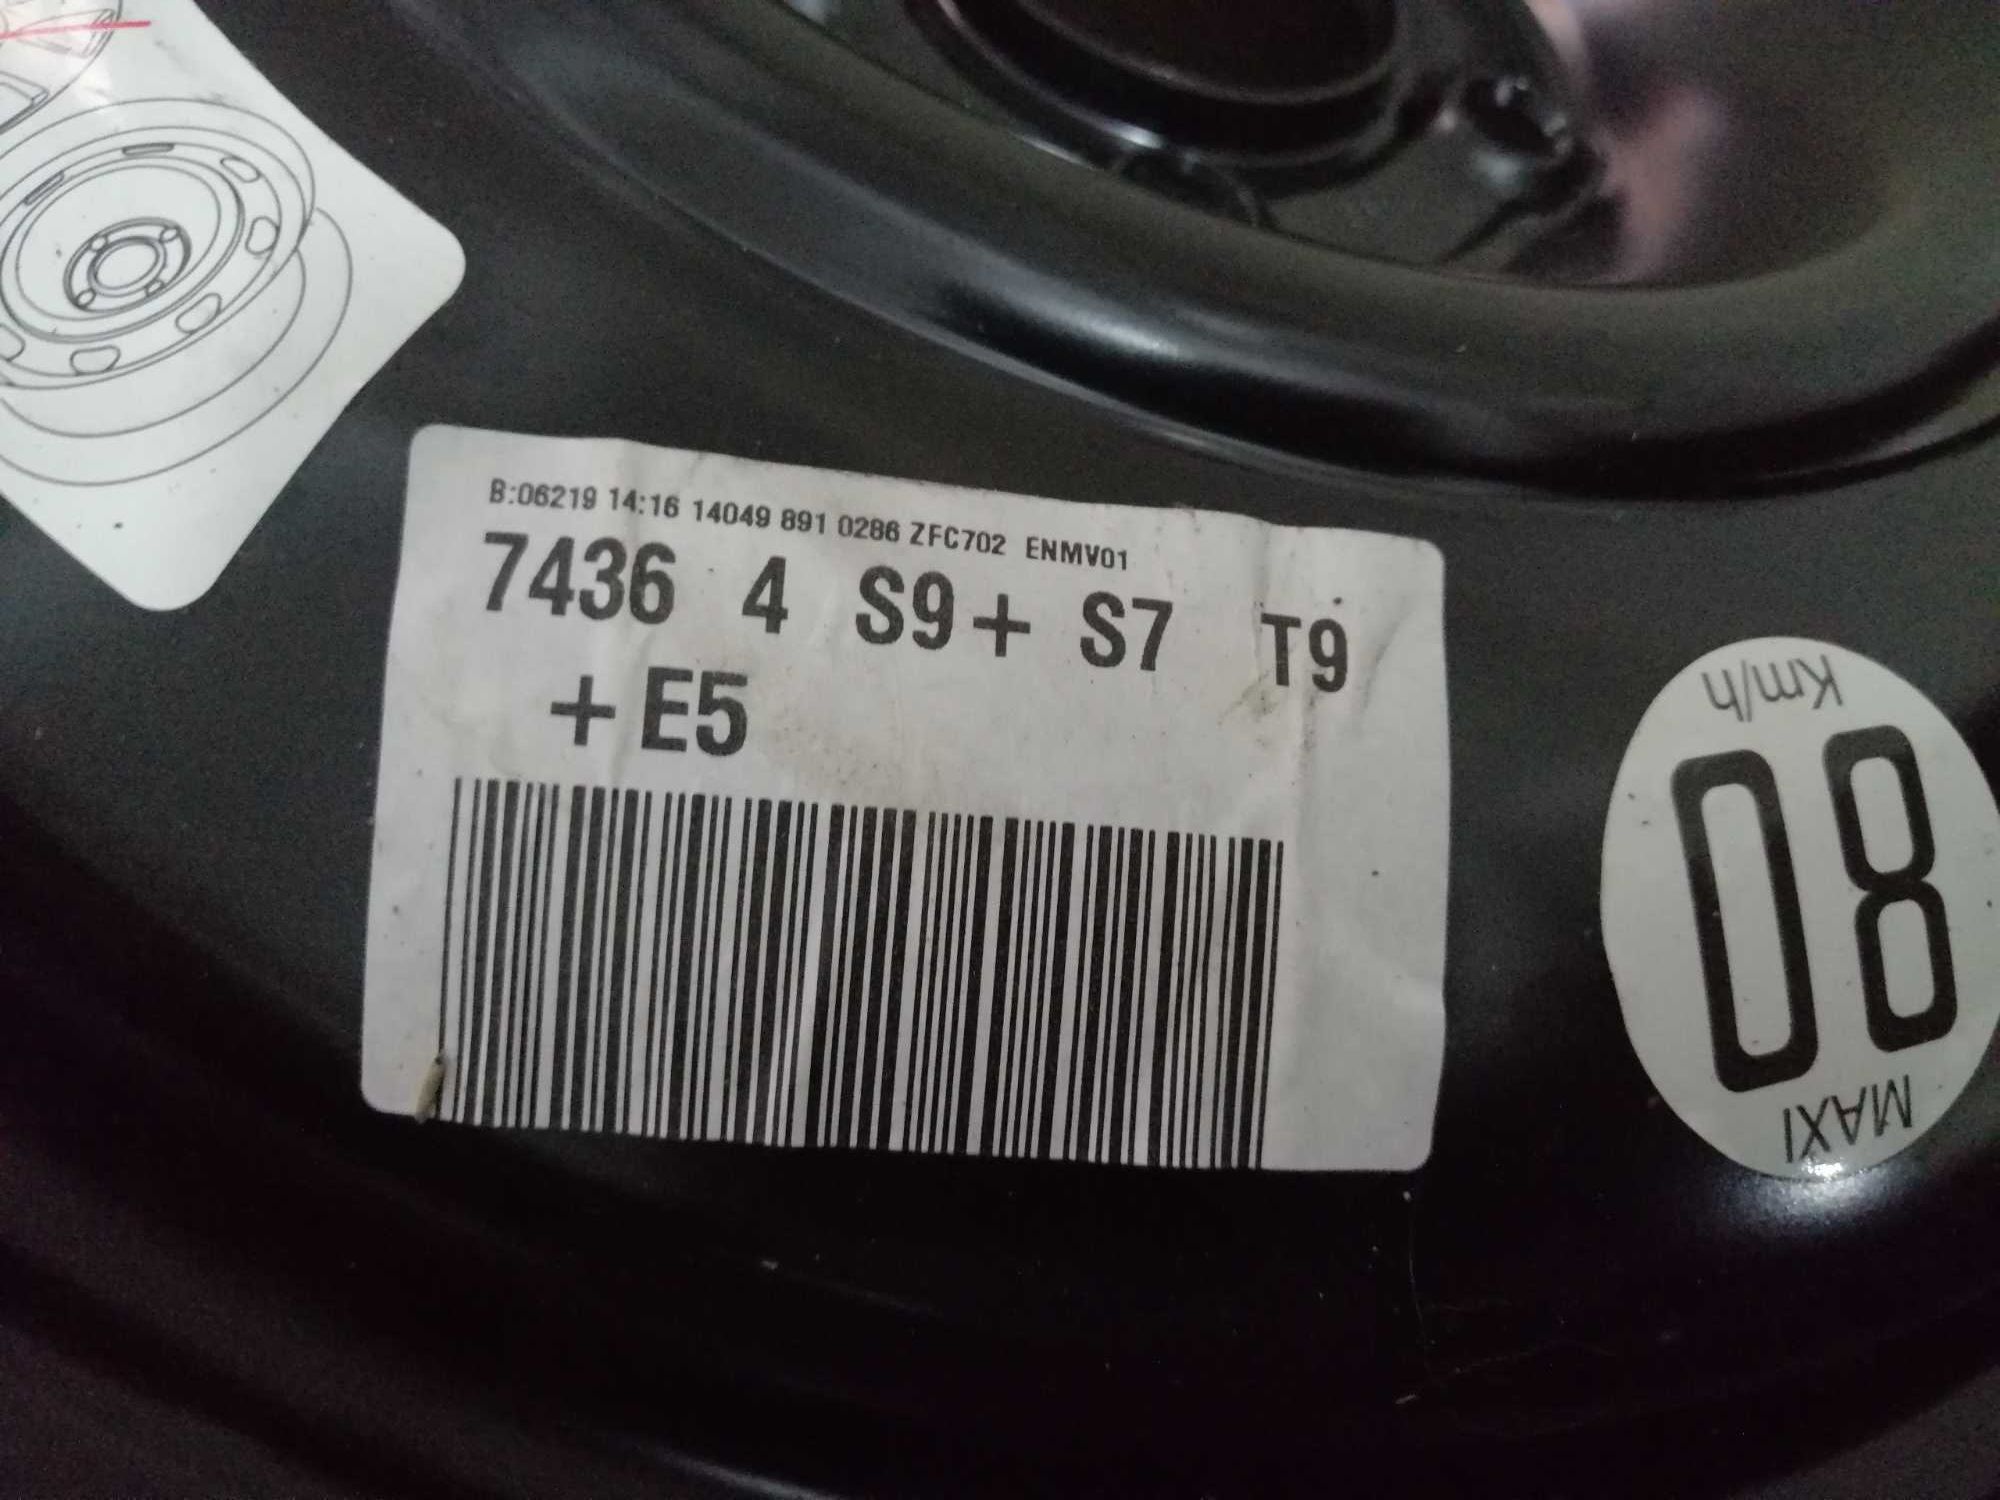 B:06219 14:16 14049 891 0286 ZFC702 ENMV01
7436 4 S9+ S7 T9
+E5
MAXI
80
Km/h